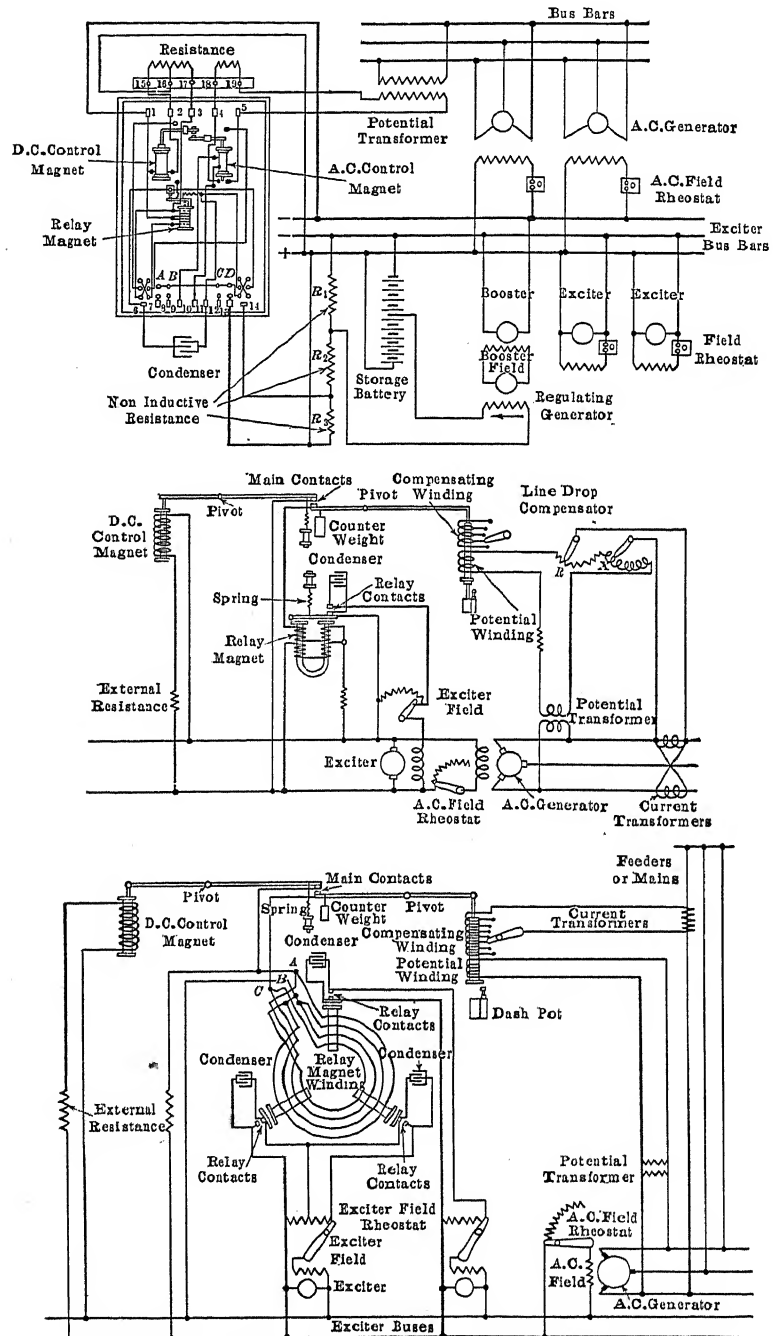 Bus Bars
Resistance
15 16 17 18 19
1 2 3 4 5
Potential
Transformer
A.C.Generator
D.C.Control
Magnet
A.C.Control
Magnet
A.C.Field
Rheostat
Relay
Magnet
Exciter
Bus Bars
A B
C D
6 7 8 9 10 11 12 13 14
R1
R2
R3
Condenser
Non Inductive
Resistance
Storage
Battery
Booster
Booster
Field
Exciter
Exciter
Field
Rheostat
Regulating
Generator
Main Contacts
Pivot
Pivot
Compensating
Winding
Line Drop
Compensator
D.C.
Control
Magnet
Counter
Weight
Condenser
R
X
Spring
Relay
Contacts
Relay
Magnet
Potential
Winding
External
Resistance
Exciter
Field
Potential
Transformer
Exciter
A.C.Field
Rheostat
A.C.Generator
Current
Transformers
Feeders
or Mains
Main Contacts
Pivot
Pivot
D.C.Control
Magnet
Spring
Counter
Weight
Condenser
Compensating
Winding
Potential
Winding
Current
Transformers
A
B
C
Relay
Contacts
Dash Pot
Condenser
Relay
Magnet
Winding
Condenser
External
Resistance
Relay
Contacts
Relay
Contacts
Potential
Transformer
Exciter Field
Rheostat
Exciter
Field
Exciter
A.C.Field
Rheostat
A.C.
Field
A.C.Generator
Exciter Buses